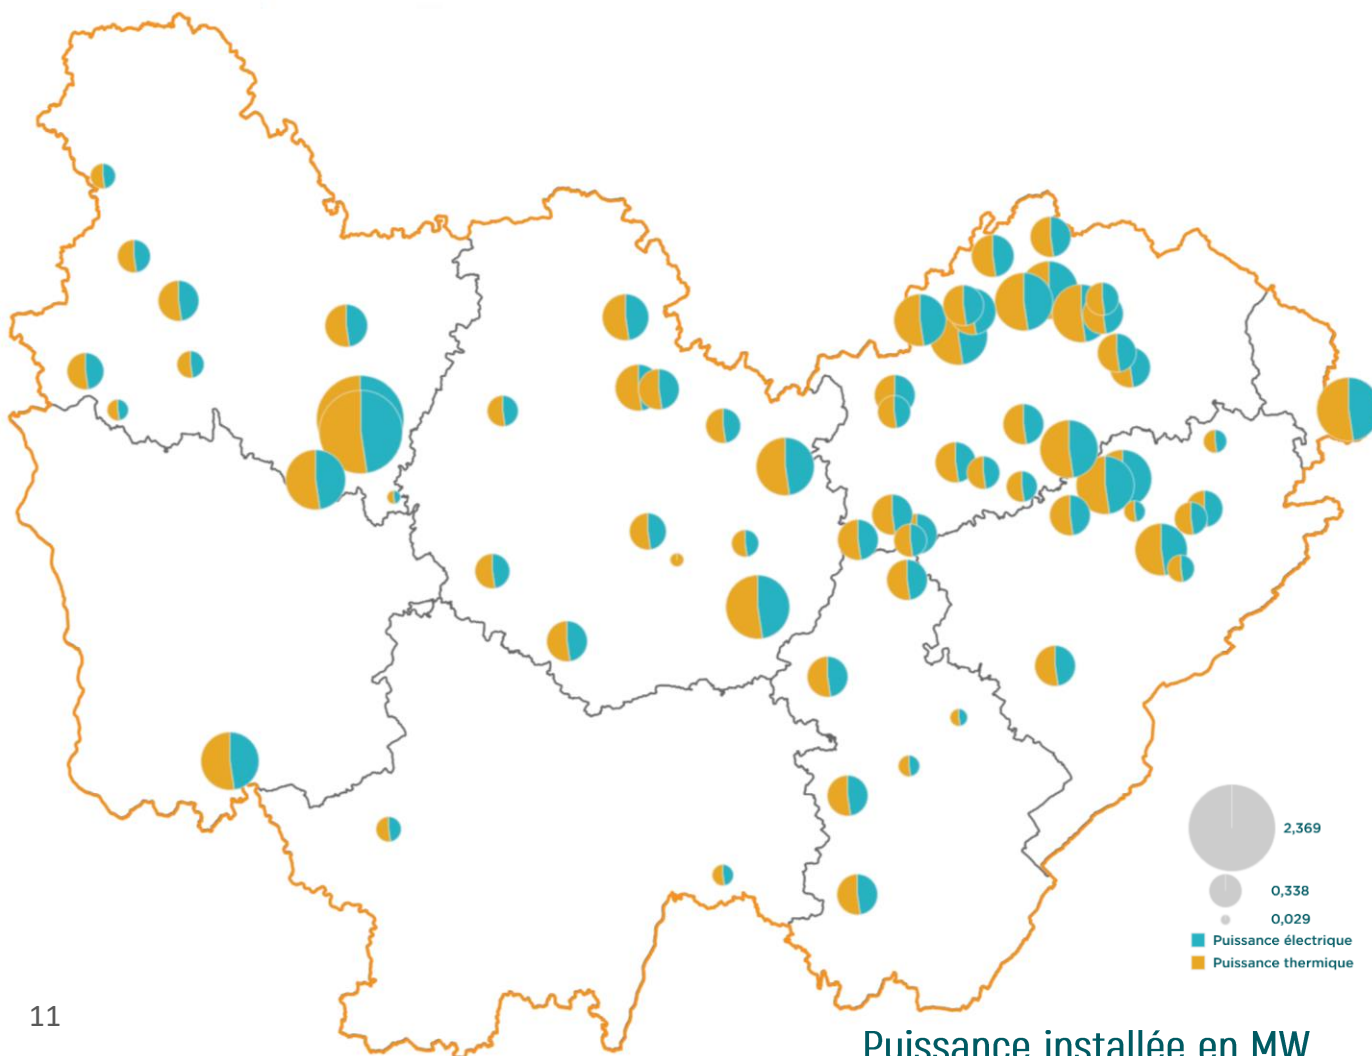 2,369
0,338
0,029
Puissance électrique
Puissance thermique
11
Puissance installée en MW